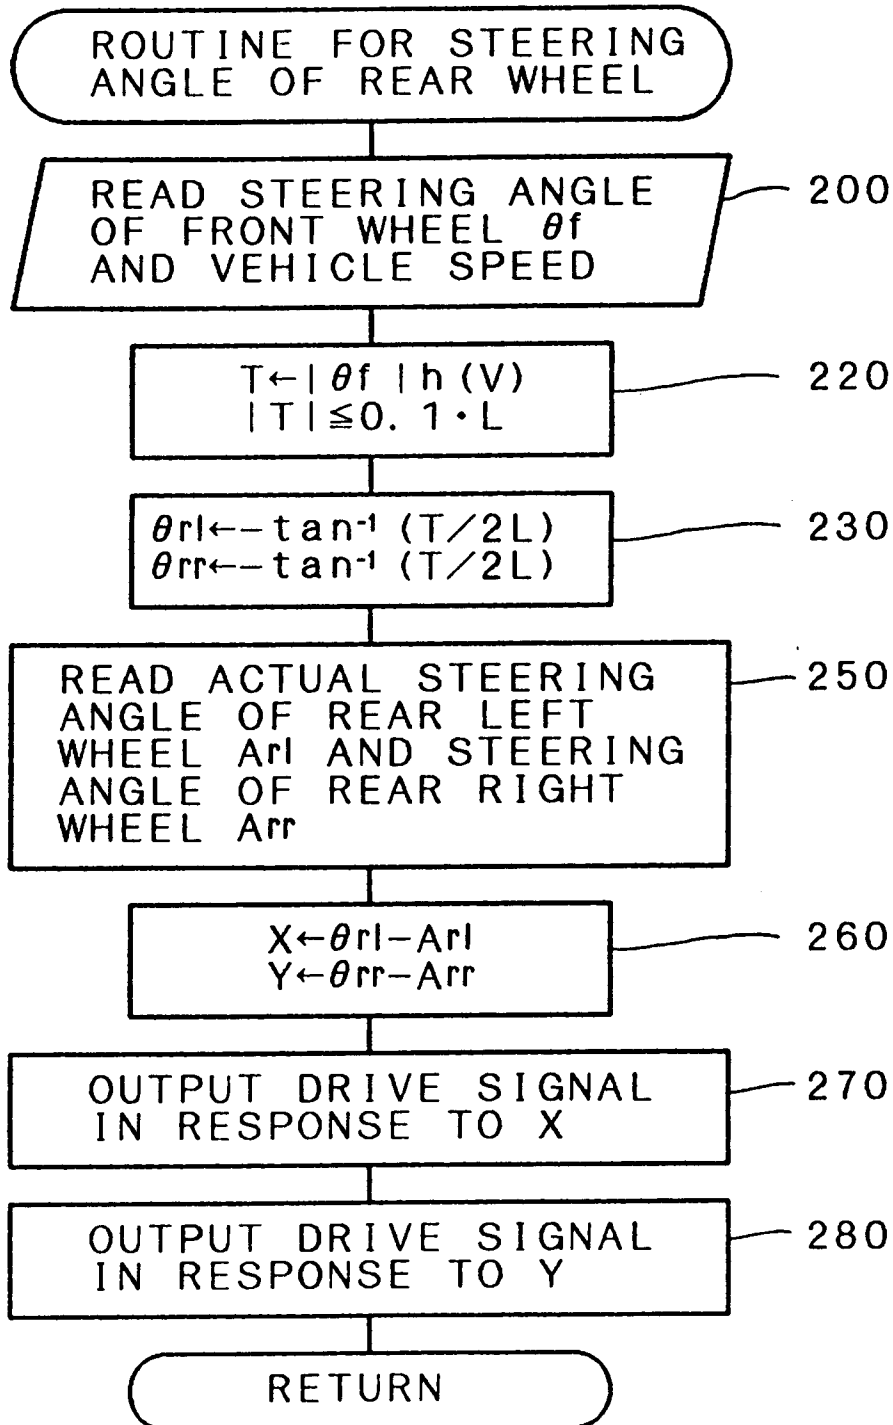 ROUTINE FOR STEERING
ANGLE OF REAR WHEEL
READ STEERING ANGLE
OF FRONT WHEEL θf
AND VEHICLE SPEED
200
T←|θf|h(V)
|T|≦0.1·L
220
θrl←-tan⁻¹(T/2L)
θrr←-tan⁻¹(T/2L)
230
READ ACTUAL STEERING
ANGLE OF REAR LEFT
WHEEL Arl AND STEERING
ANGLE OF REAR RIGHT
WHEEL Arr
250
X←θrl-Arl
Y←θrr-Arr
260
OUTPUT DRIVE SIGNAL
IN RESPONSE TO X
270
OUTPUT DRIVE SIGNAL
IN RESPONSE TO Y
280
RETURN